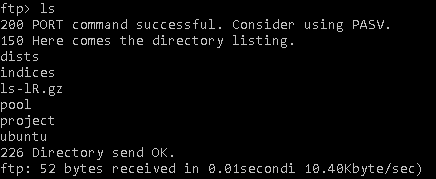 ftp> ls
200 PORT command successful. Consider using PASV.
150 Here comes the directory listing.
dists
indices
ls-lR.gz
pool
project
ubuntu
226 Directory send OK.
ftp: 52 bytes received in 0.01secondi 10.40Kbyte/sec)